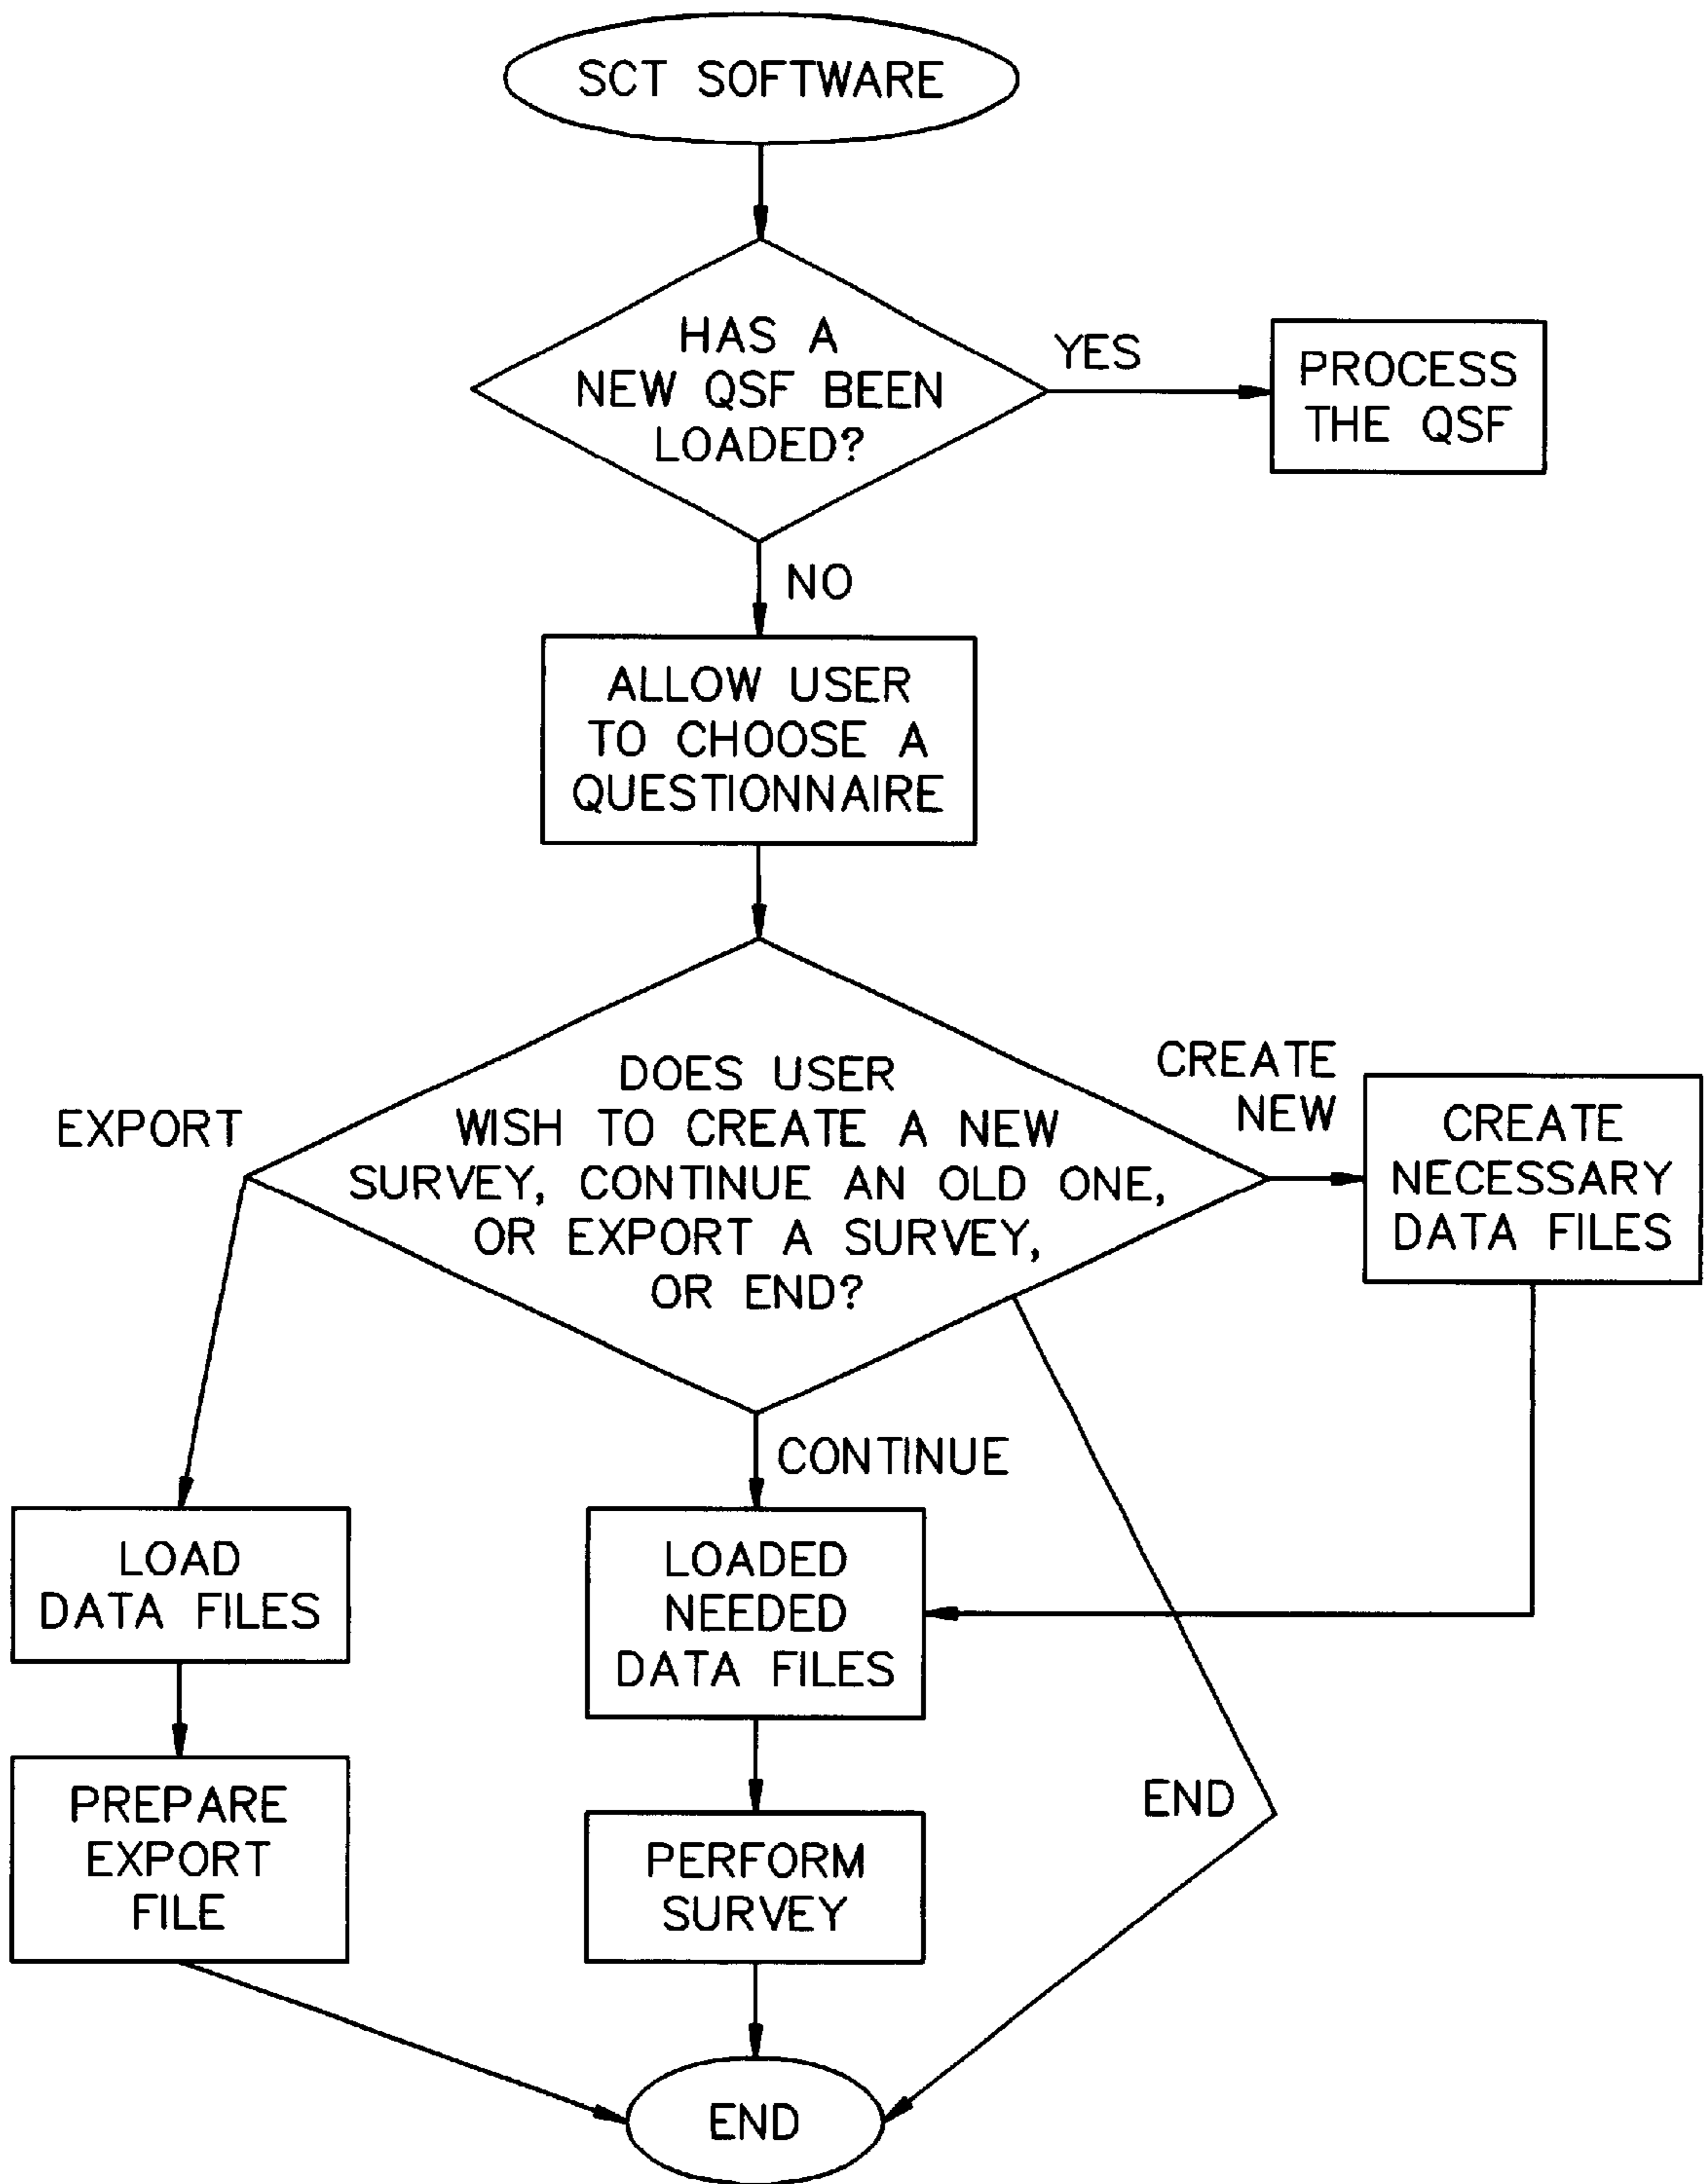 SCT SOFTWARE
HAS A
NEW QSF BEEN
LOADED?
YES
PROCESS
THE QSF
NO
ALLOW USER
TO CHOOSE A
QUESTIONNAIRE
DOES USER
WISH TO CREATE A NEW
SURVEY, CONTINUE AN OLD ONE,
OR EXPORT A SURVEY,
OR END?
EXPORT
CREATE
NEW
CREATE
NECESSARY
DATA FILES
CONTINUE
LOAD
DATA FILES
LOADED
NEEDED
DATA FILES
PREPARE
EXPORT
FILE
PERFORM
SURVEY
END
END